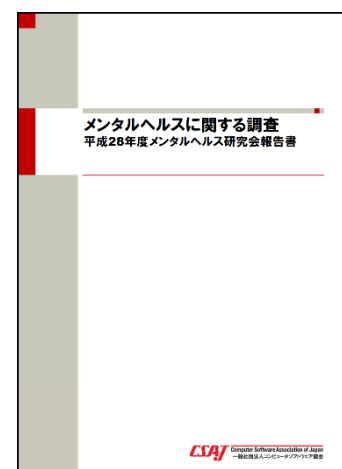 メンタルヘルスに関する調査
平成28年度メンタルヘルス研究会報告書
CSAJ Computer Software Association of Japan
一般社団法人コンピュータソフトウェア協会